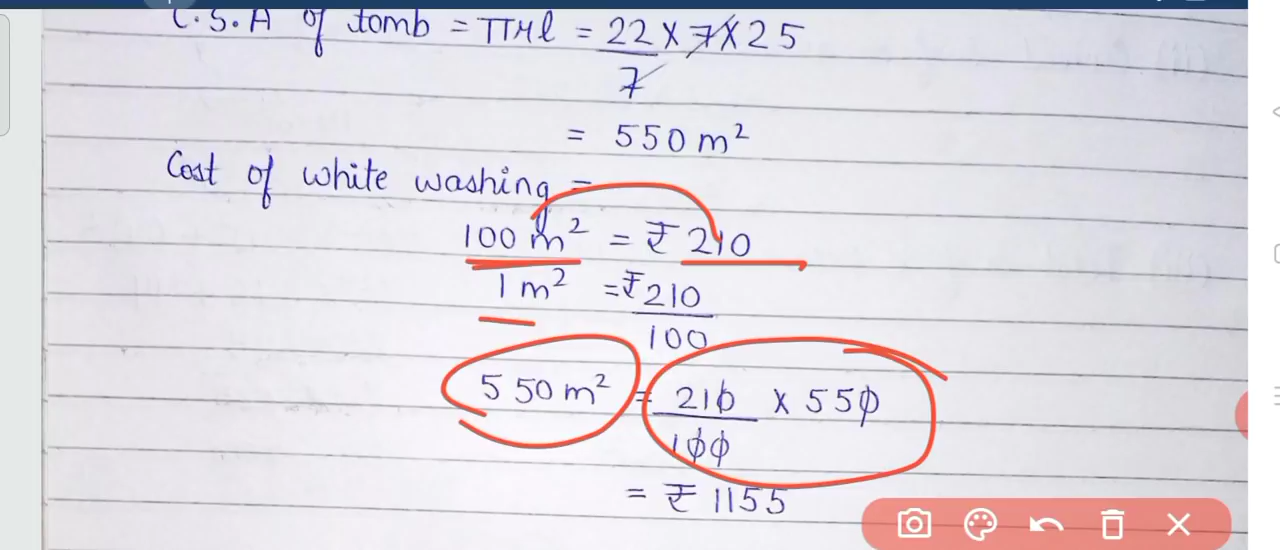 C.S.A of tomb = πrl = 22/7 × 7 × 25
= 550 m²
Cost of white washing =
100 m² = ₹ 210
1 m² = ₹ 210/100
550 m² = 210/100 × 550
= ₹ 1155